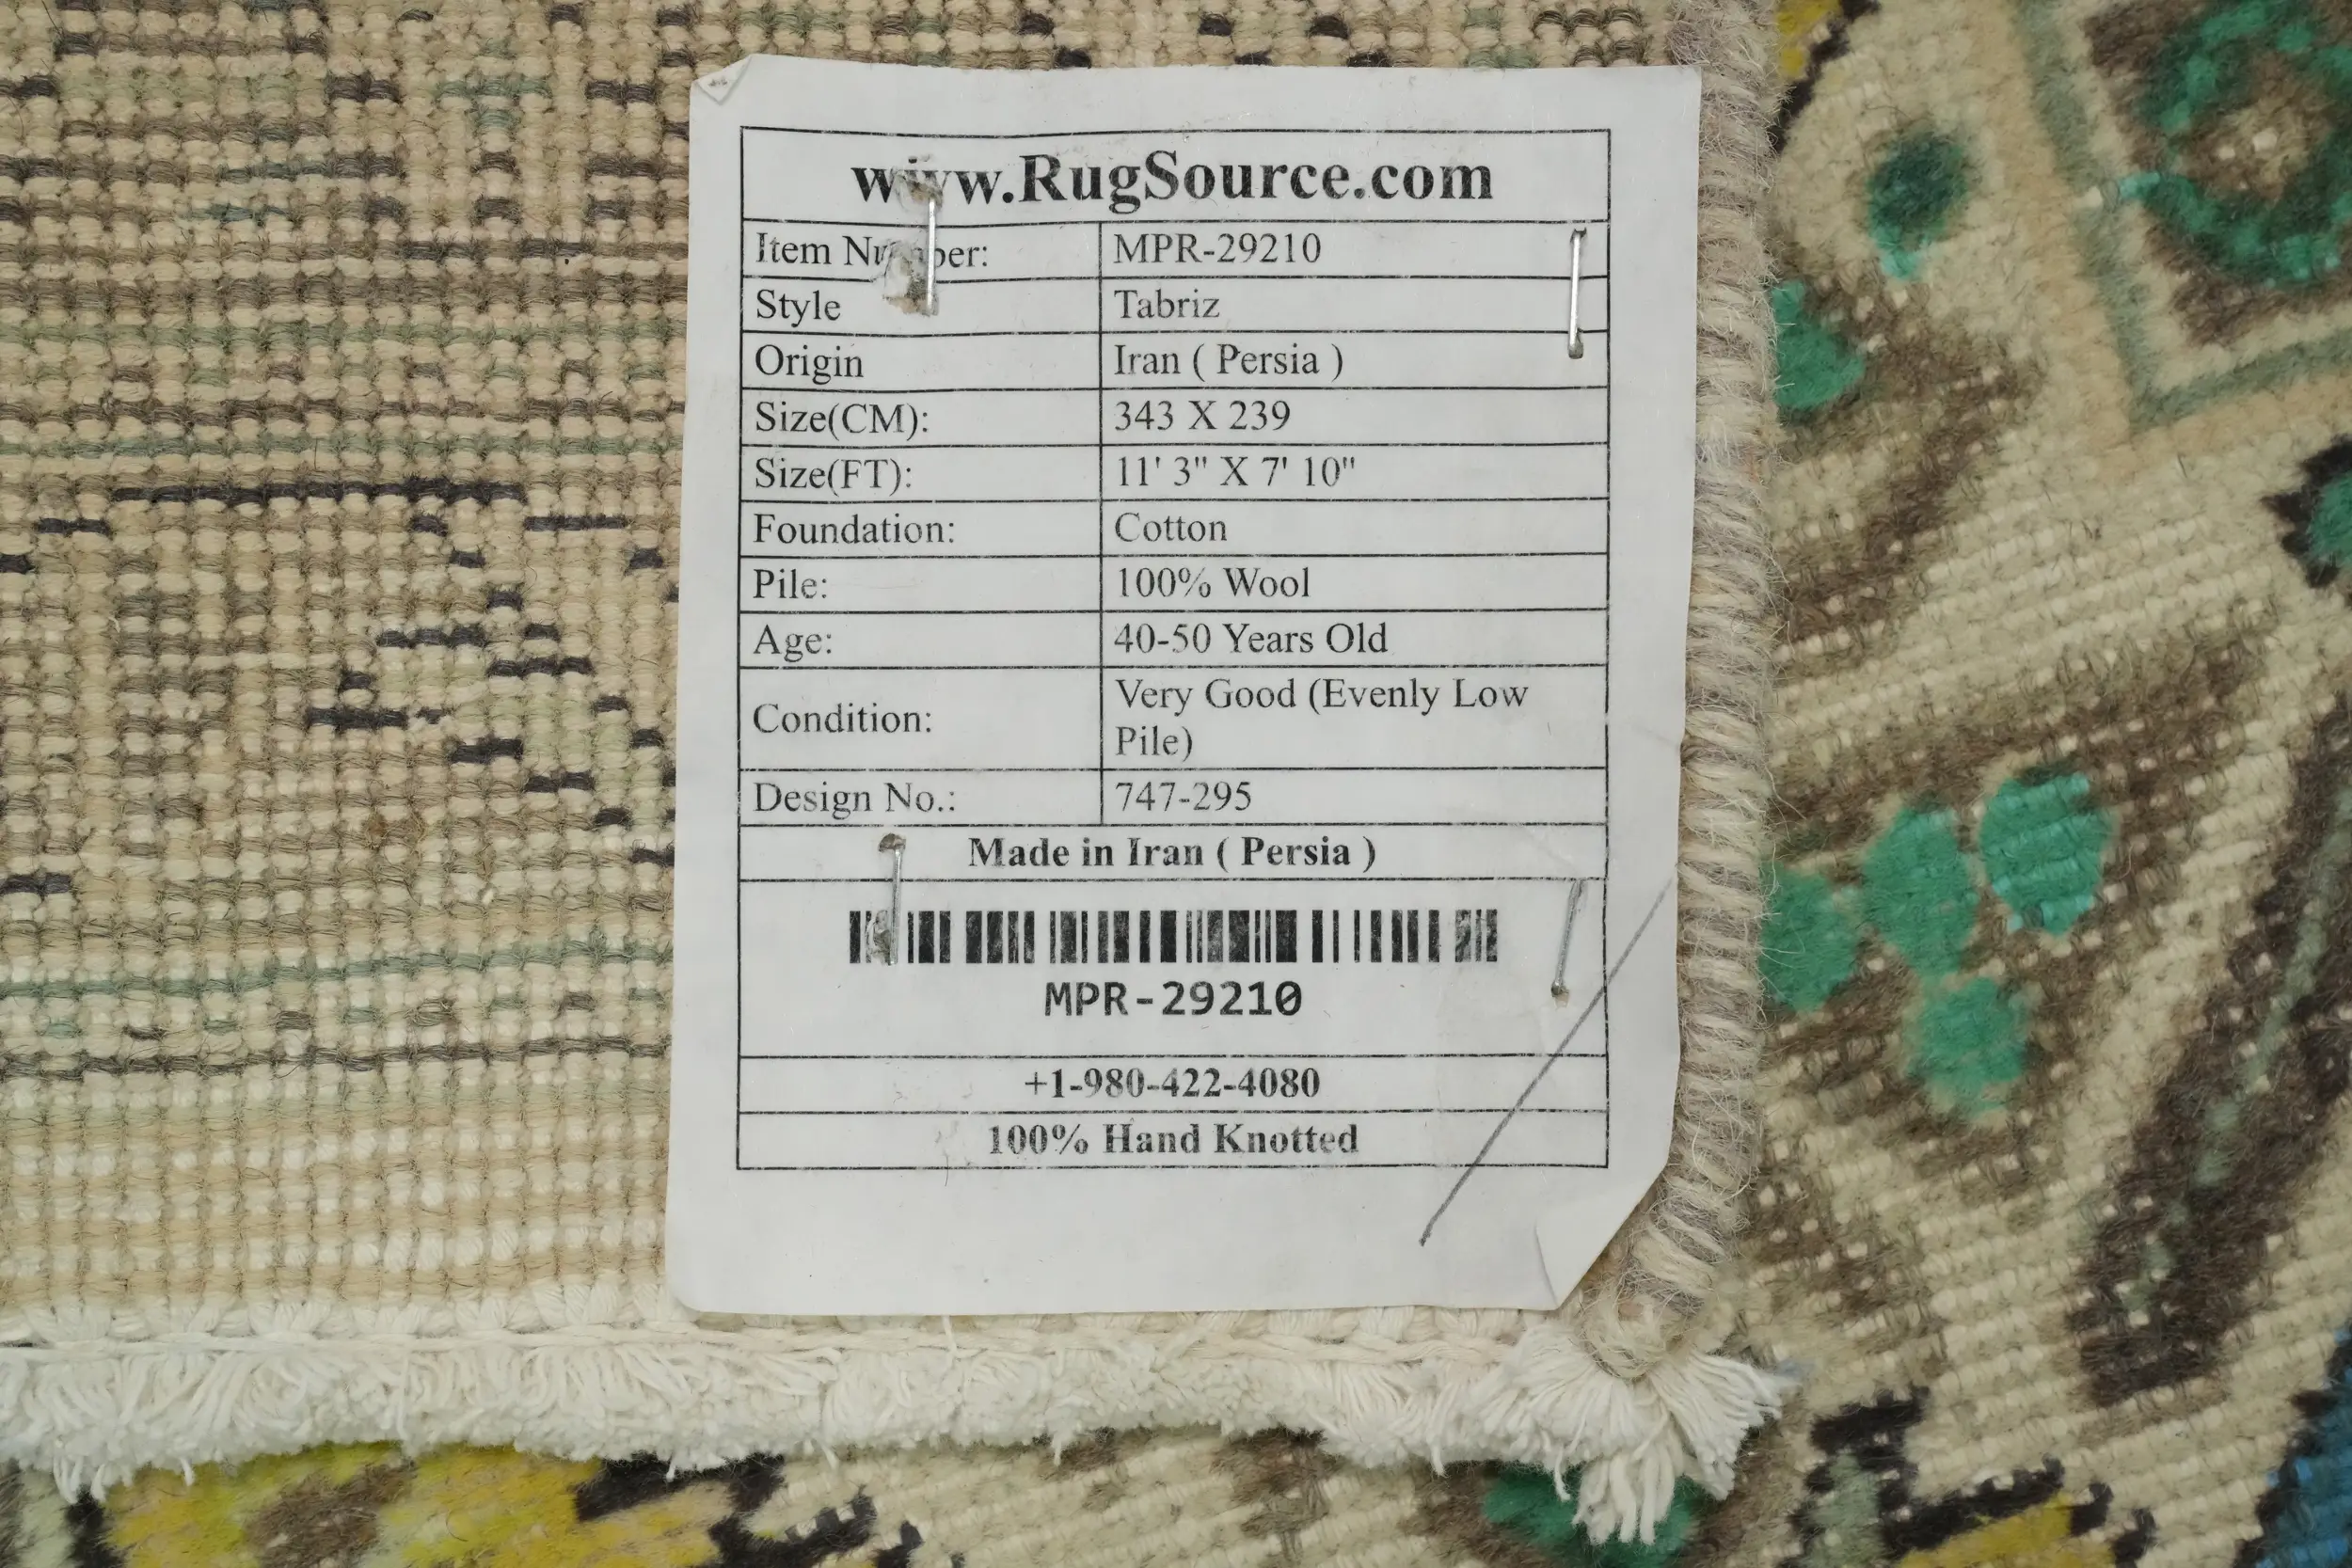 www.RugSource.com
Item Number: MPR-29210
Style Tabriz
Origin Iran ( Persia )
Size(CM): 343 X 239
Size(FT): 11' 3" X 7' 10"
Foundation: Cotton
Pile: 100% Wool
Age: 40-50 Years Old
Condition: Very Good (Evenly Low
Pile)
Design No.: 747-295
Made in Iran ( Persia )
MPR-29210
+1-980-422-4080
100% Hand Knotted